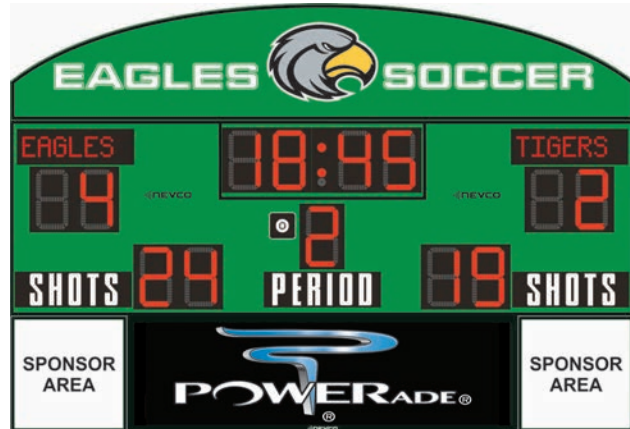 EAGLES SOCCER
EAGLES 18:45 TIGERS
4 NEVCO NEVCO 2
2
SHOTS 24 PERIOD 19 SHOTS
SPONSOR AREA
POWERADE®
®
NEVCO
SPONSOR AREA